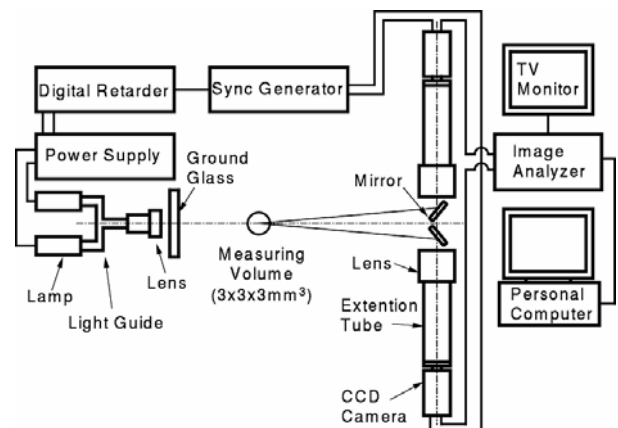 Digital Retarder
Sync Generator
TV
Monitor
Power Supply
Ground
Glass
Mirror
Image
Analyzer
Measuring
Volume
(3x3x3mm³)
Lens
Lens
Lamp
Light Guide
Extention
Tube
Personal
Computer
CCD
Camera